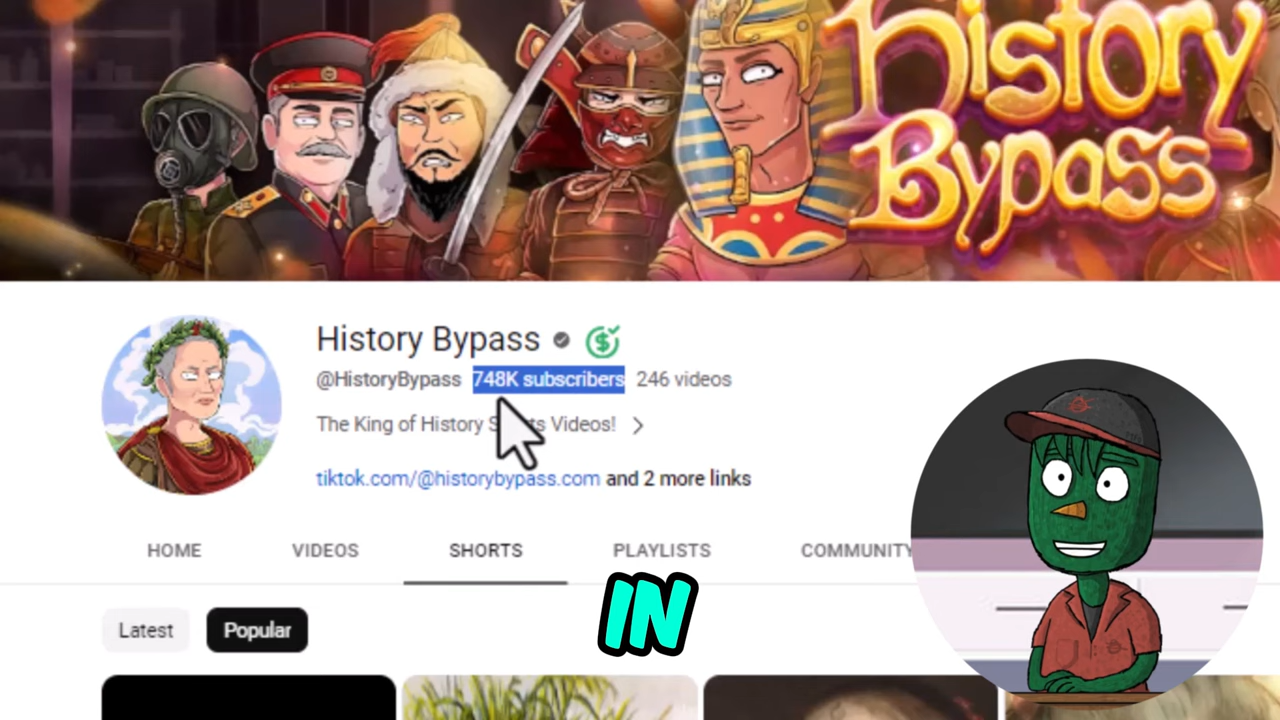 History
Bypass
History Bypass
@HistoryBypass 748K subscribers 246 videos
The King of History S ts Videos!
tiktok.com/@historybypass.com and 2 more links
HOME VIDEOS SHORTS PLAYLISTS COMMUNITY
IN
Latest Popular